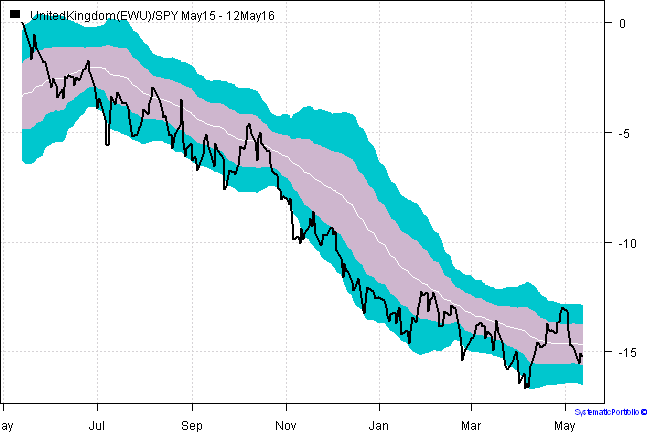 UnitedKingdom(EWU)/SPY May15 - 12May16
0
-5
-10
-15
ay
Jul
Sep
Nov
Jan
Mar
May
SystematicPortfolio ©